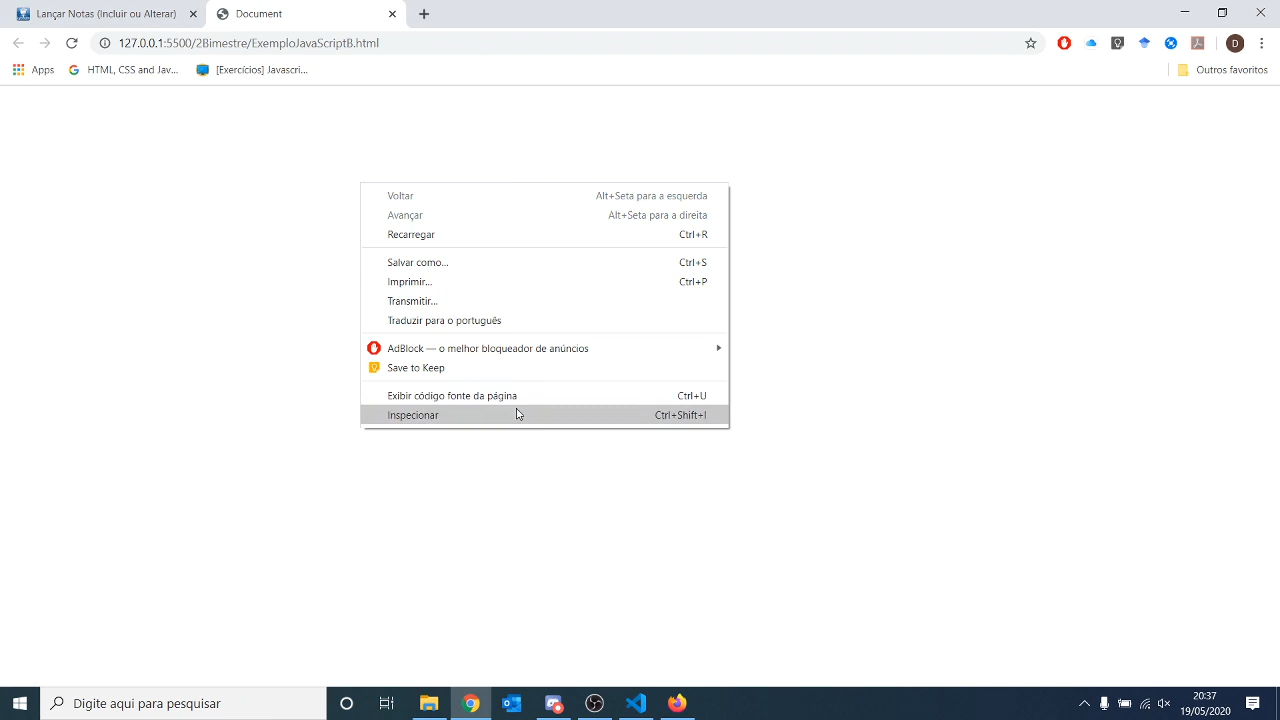 Lançar Notas (Incluir ou Alterar)
Document
127.0.0.1:5500/2Bimestre/ExemploJavaScriptB.html
D
Apps
HTML, CSS and Jav...
[Exercícios] Javascri...
Outros favoritos
Voltar Alt+Seta para a esquerda
Avançar Alt+Seta para a direita
Recarregar Ctrl+R
Salvar como... Ctrl+S
Imprimir... Ctrl+P
Transmitir...
Traduzir para o português
AdBlock — o melhor bloqueador de anúncios
Save to Keep
Exibir código fonte da página Ctrl+U
Inspecionar Ctrl+Shift+I
Digite aqui para pesquisar
20:37
19/05/2020